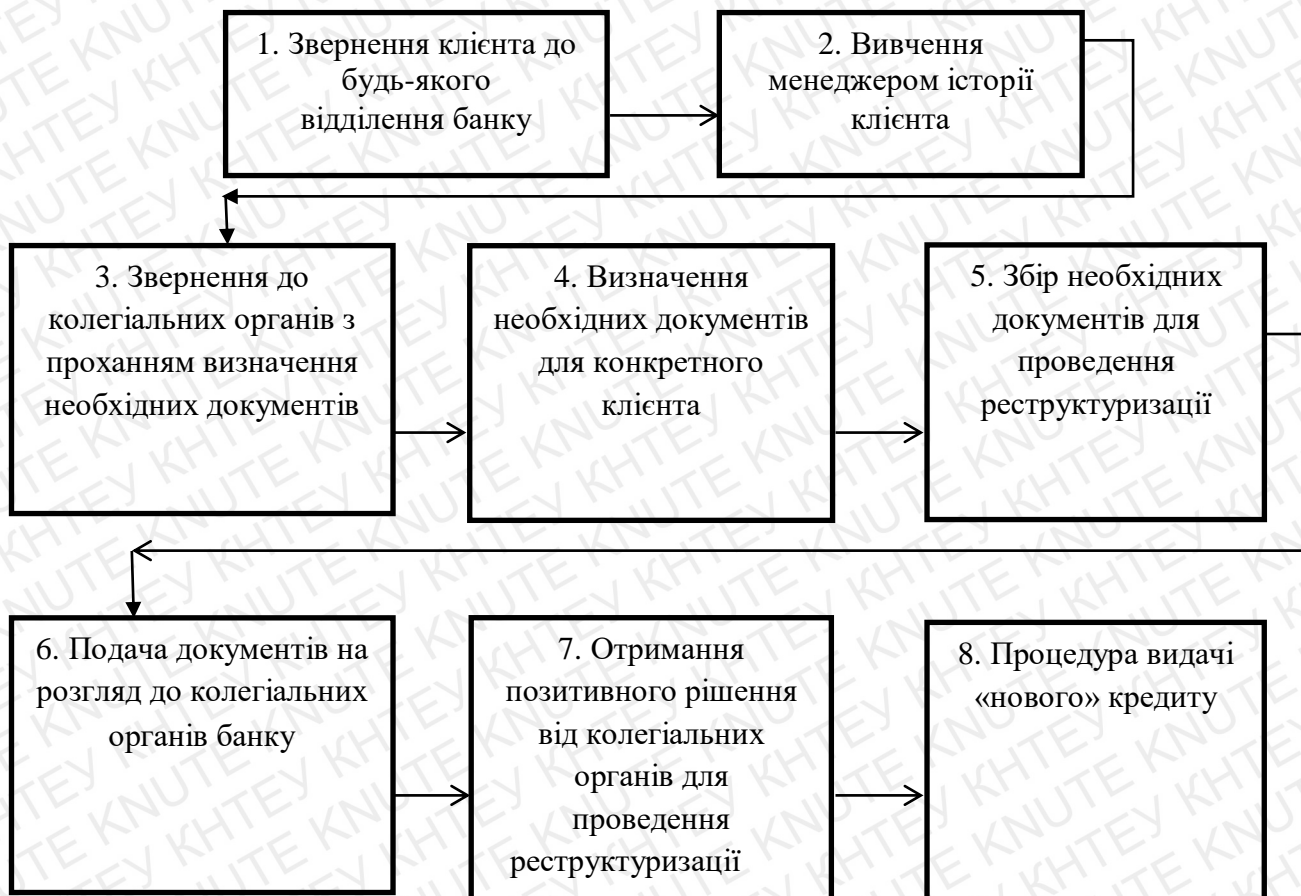 1. Звернення клієнта до
будь-якого
відділення банку
2. Вивчення
менеджером історії
клієнта
3. Звернення до
колегіальних органів з
проханням визначення
необхідних документів
4. Визначення
необхідних документів
для конкретного
клієнта
5. Збір необхідних
документів для
проведення
реструктуризації
6. Подача документів на
розгляд до колегіальних
органів банку
7. Отримання
позитивного рішення
від колегіальних
органів для
проведення
реструктуризації
8. Процедура видачі
«нового» кредиту